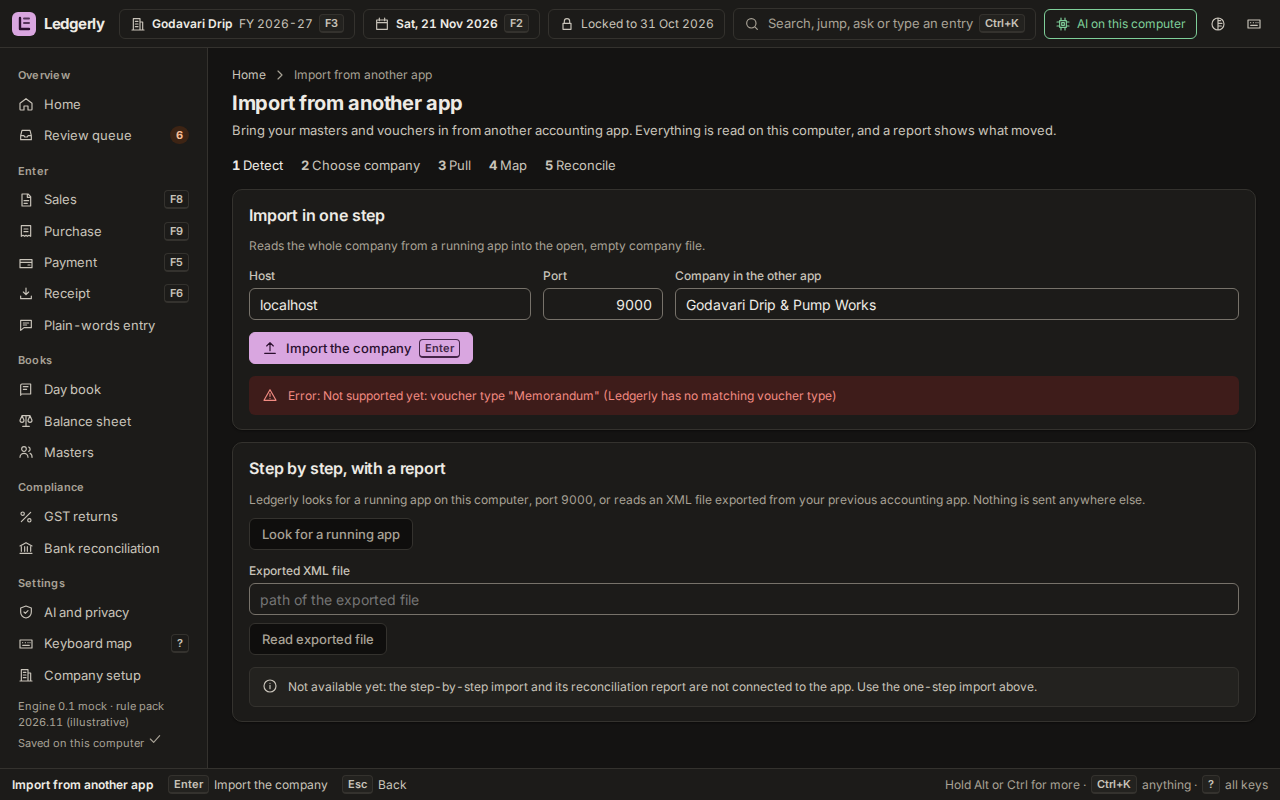 Ledgerly
Godavari Drip FY 2026-27 F3
Sat, 21 Nov 2026 F2
Locked to 31 Oct 2026
Search, jump, ask or type an entry Ctrl+K
AI on this computer
Overview
Home
Review queue 6
Enter
Sales F8
Purchase F9
Payment F5
Receipt F6
Plain-words entry
Books
Day book
Balance sheet
Masters
Compliance
GST returns
Bank reconciliation
Settings
AI and privacy
Keyboard map ?
Company setup
Engine 0.1 mock · rule pack
2026.11 (illustrative)
Saved on this computer
Home > Import from another app
Import from another app
Bring your masters and vouchers in from another accounting app. Everything is read on this computer, and a report shows what moved.
1 Detect 2 Choose company 3 Pull 4 Map 5 Reconcile
Import in one step
Reads the whole company from a running app into the open, empty company file.
Host Port Company in the other app
localhost 9000 Godavari Drip & Pump Works
Import the company Enter
Error: Not supported yet: voucher type "Memorandum" (Ledgerly has no matching voucher type)
Step by step, with a report
Ledgerly looks for a running app on this computer, port 9000, or reads an XML file exported from your previous accounting app. Nothing is sent anywhere else.
Look for a running app
Exported XML file
path of the exported file
Read exported file
Not available yet: the step-by-step import and its reconciliation report are not connected to the app. Use the one-step import above.
Import from another app Enter Import the company Esc Back
Hold Alt or Ctrl for more · Ctrl+K anything · ? all keys